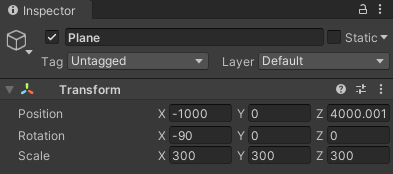 Inspector
Plane
Static
Tag Untagged Layer Default
Transform
Position X -1000 Y 0 Z 4000.001
Rotation X -90 Y 0 Z 0
Scale X 300 Y 300 Z 300